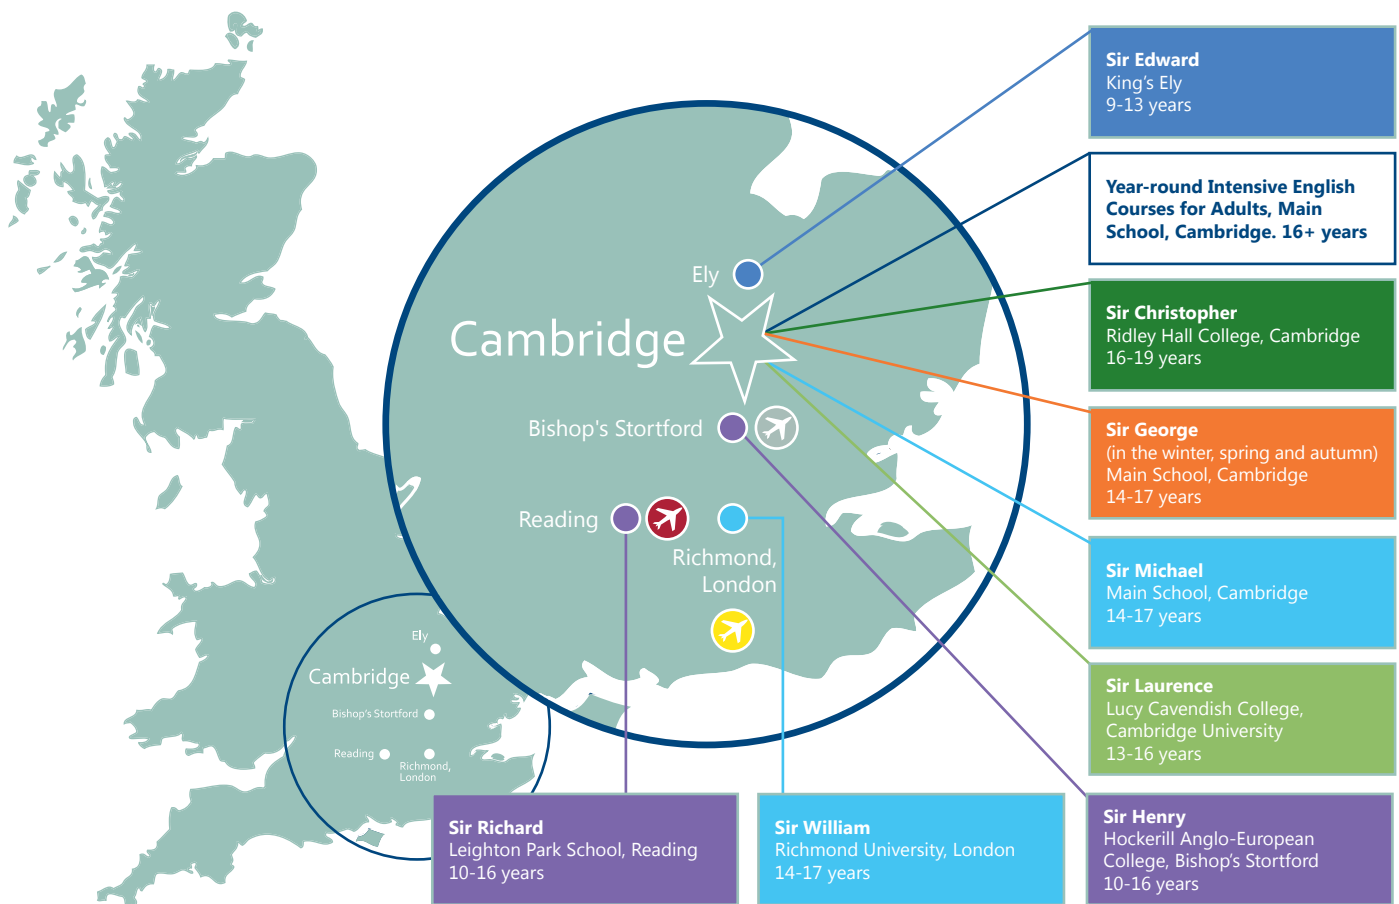 Sir Edward
King's Ely
9-13 years
Year-round Intensive English
Courses for Adults, Main
School, Cambridge. 16+ years
Sir Christopher
Ridley Hall College, Cambridge
16-19 years
Sir George
(in the winter, spring and autumn)
Main School, Cambridge
14-17 years
Sir Michael
Main School, Cambridge
14-17 years
Sir Laurence
Lucy Cavendish College,
Cambridge University
13-16 years
Sir Henry
Hockerill Anglo-European
College, Bishop's Stortford
10-16 years
Sir William
Richmond University, London
14-17 years
Sir Richard
Leighton Park School, Reading
10-16 years
Ely
Cambridge
Bishop's Stortford
Reading
Richmond,
London
Ely
Cambridge
Bishop's Stortford
Reading
Richmond,
London